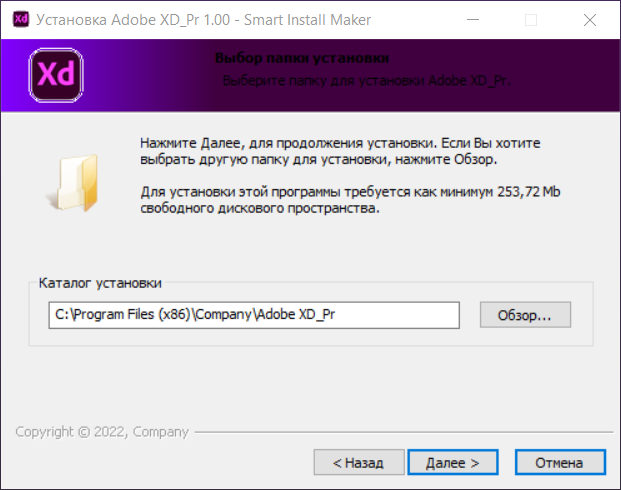 Установка Adobe XD_Pr 1.00 - Smart Install Maker
Xd
Выбор папки установки
Выберите папку для установки Adobe XD_Pr.
Нажмите Далее, для продолжения установки. Если Вы хотите
выбрать другую папку для установки, нажмите Обзор.
Для установки этой программы требуется как минимум 253,72 Mb
свободного дискового пространства.
Каталог установки
C:\Program Files (x86)\Company\Adobe XD_Pr
Обзор...
Copyright © 2022, Company
< Назад
Далее >
Отмена